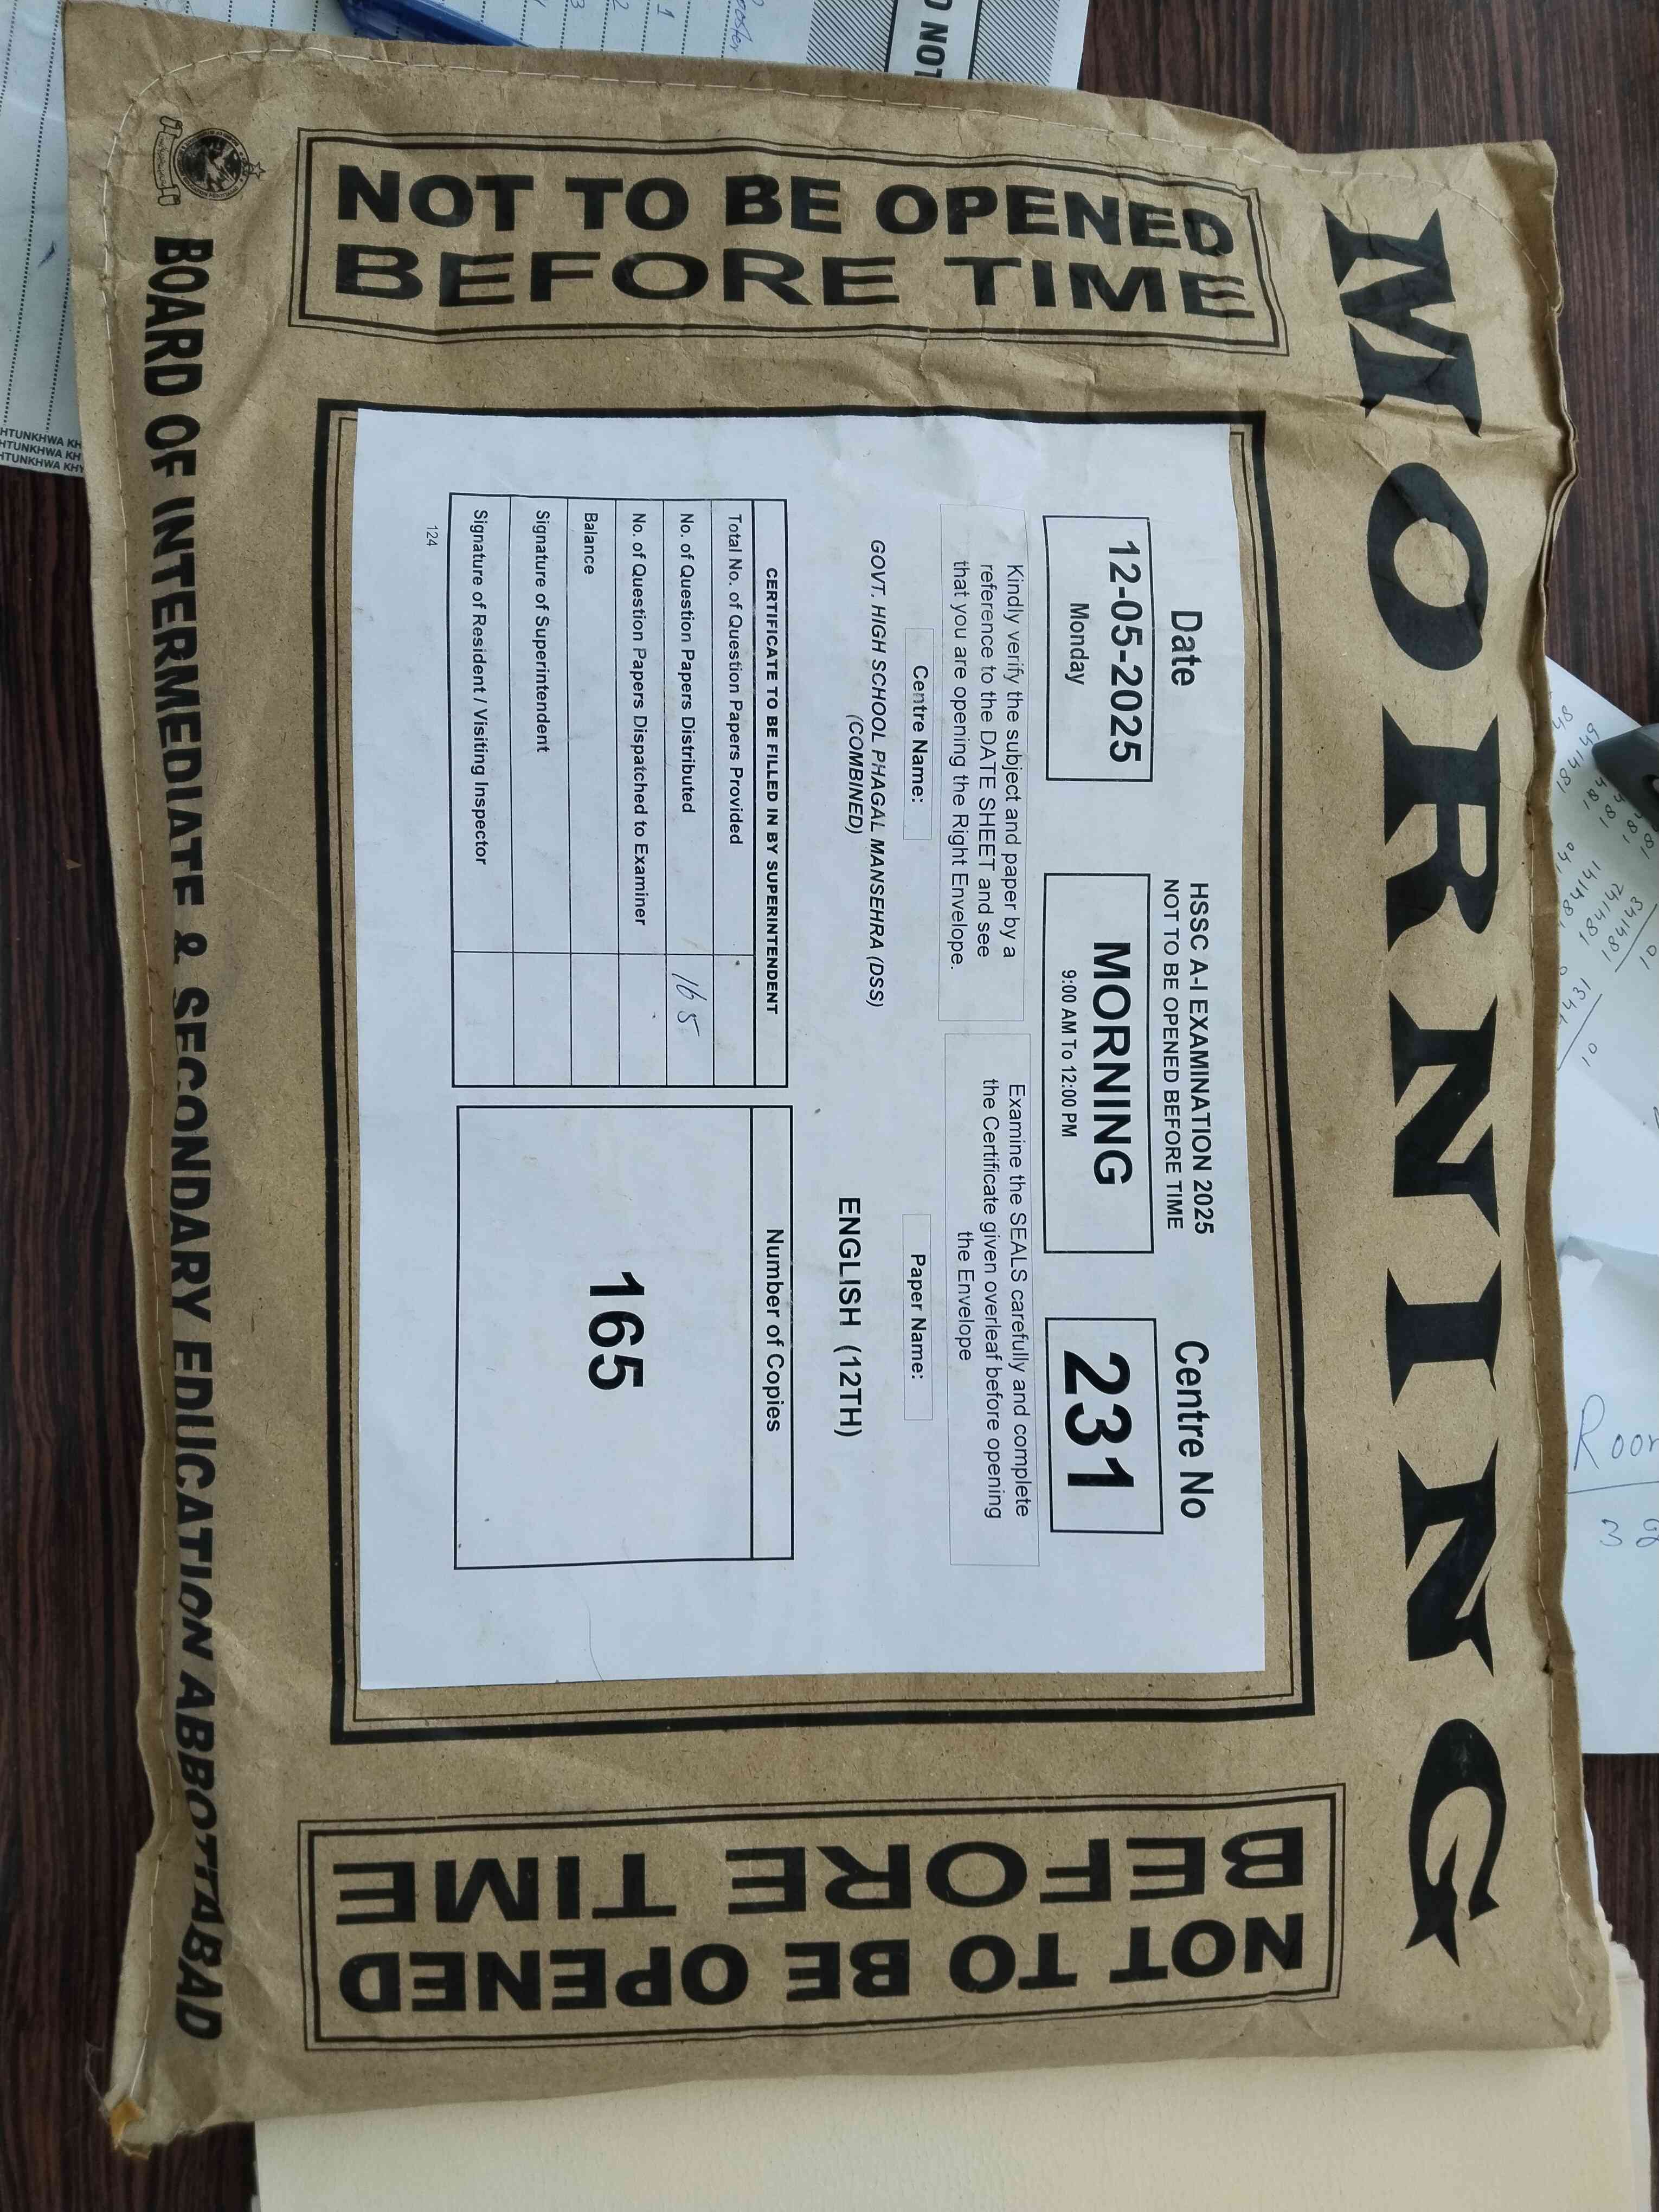 MORNING
NOT TO BE OPENED
BEFORE TIME
Date
12-05-2025
Monday
HSSC A-I EXAMINATION 2025
NOT TO BE OPENED BEFORE TIME
MORNING
9:00 AM To 12:00 PM
Centre No
231
Kindly verify the subject and paper by a
reference to the DATE SHEET and see
that you are opening the Right Envelope.
Examine the SEALS carefully and complete
the Certificate given overleaf before opening
the Envelope
Centre Name:
GOVT. HIGH SCHOOL PHAGAL MANSEHRA (DSS)
(COMBINED)
Paper Name:
ENGLISH (12TH)
CERTIFICATE TO BE FILLED IN BY SUPERINTENDENT
Total No. of Question Papers Provided
No. of Question Papers Distributed 165
No. of Question Papers Dispatched to Examiner
Balance
Signature of Superintendent
Signature of Resident / Visiting Inspector
Number of Copies
165
124
NOT TO BE OPENED
BEFORE TIME
BOARD OF INTERMEDIATE & SECONDARY EDUCATION ABBOTTABAD